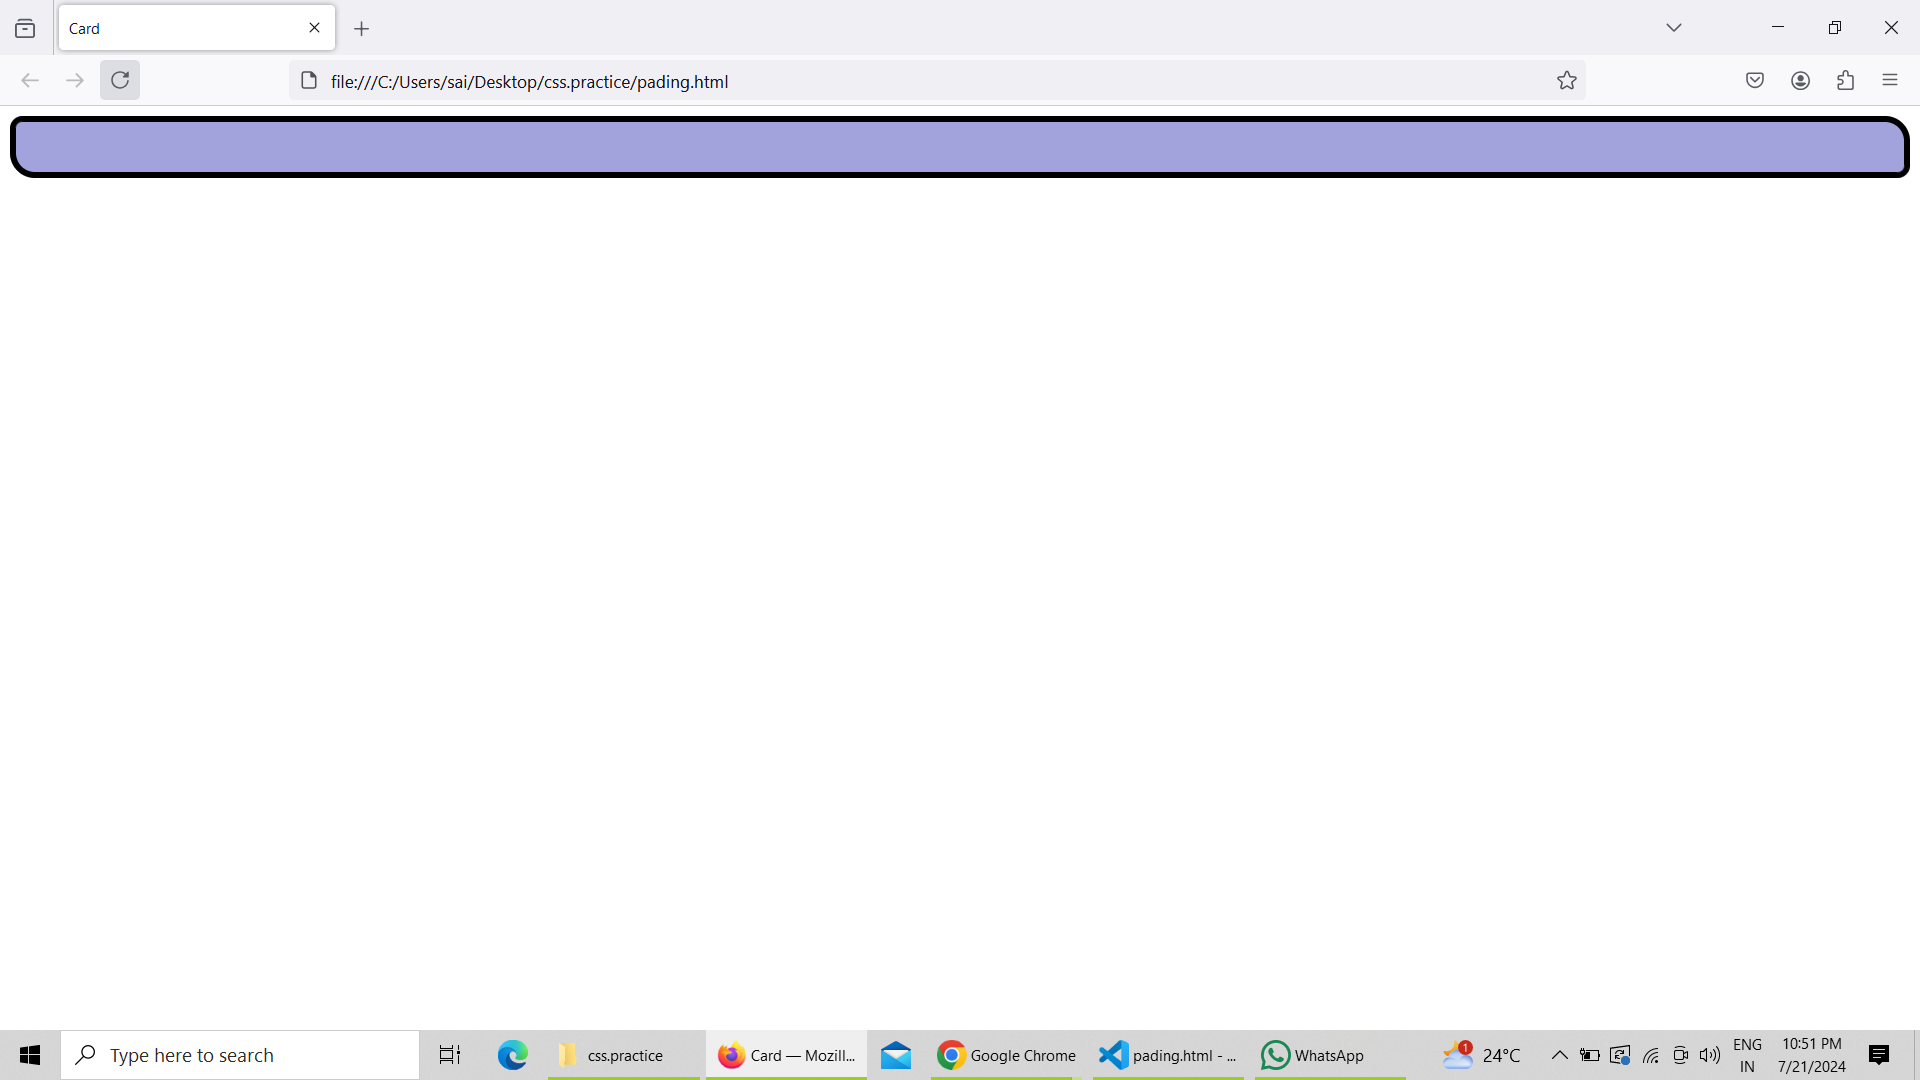 Card
file:///C:/Users/sai/Desktop/css.practice/pading.html
Type here to search
css.practice
Card — Mozill...
Google Chrome
pading.html - ...
WhatsApp
1
24°C
ENG
IN
10:51 PM
7/21/2024